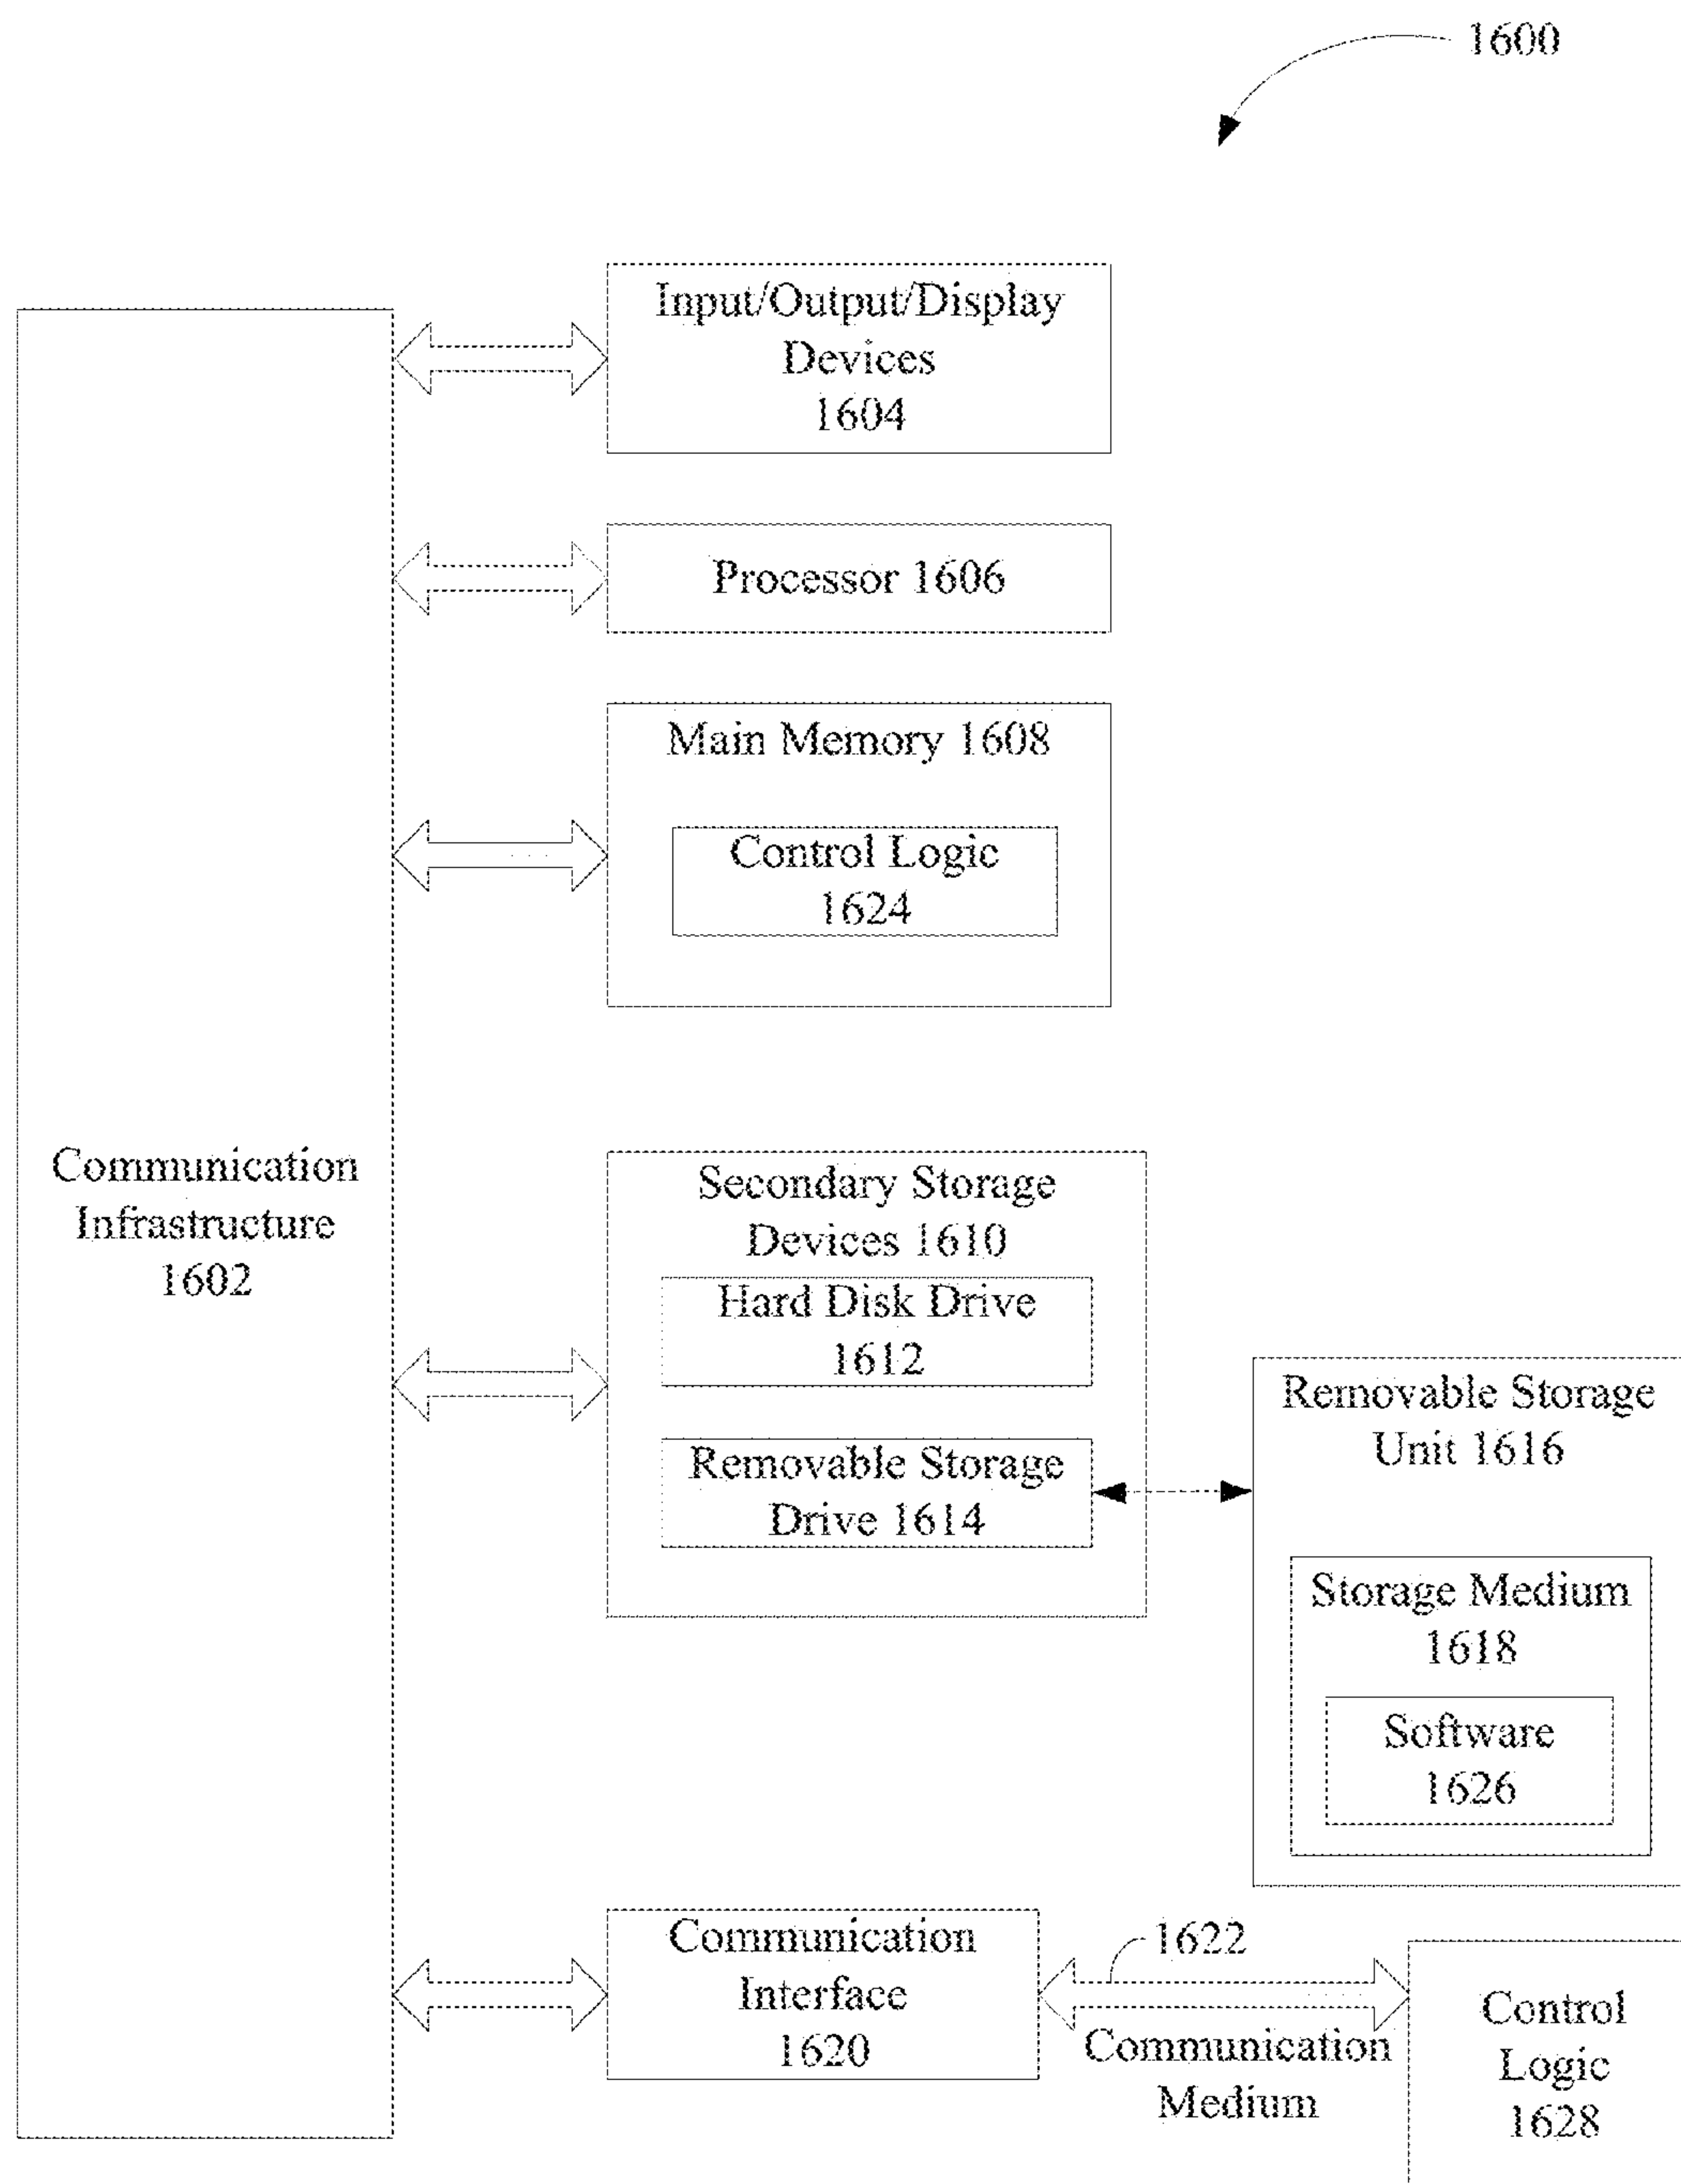 1600
Input/Output/Display
Devices
1604
Processor 1606
Main Memory 1608
Control Logic
1624
Communication
Infrastructure
1602
Secondary Storage
Devices 1610
Hard Disk Drive
1612
Removable Storage
Drive 1614
Removable Storage
Unit 1616
Storage Medium
1618
Software
1626
Communication
Interface
1620
1622
Communication
Medium
Control
Logic
1628